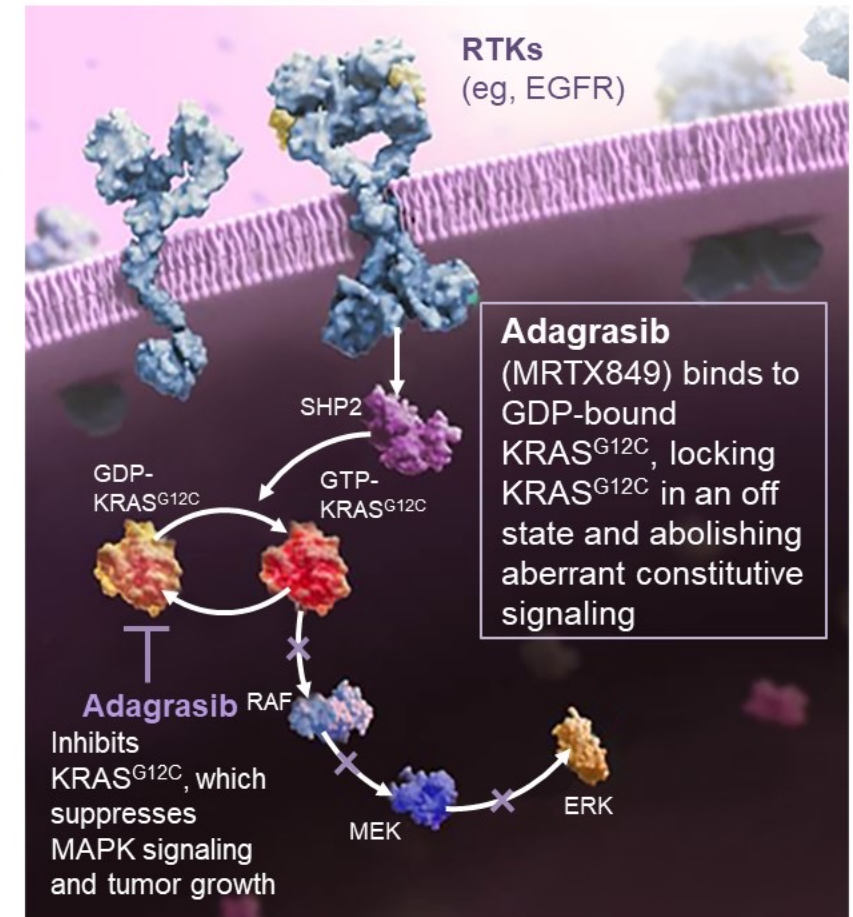 RTKs
(eg, EGFR)
Adagrasib
(MRTX849) binds to
GDP-bound
KRASG12C, locking
KRASG12C in an off
state and abolishing
aberrant constitutive
signaling
SHP2
GDP-
KRASG12C
GTP-
KRASG12C
Adagrasib
Inhibits
KRASG12C, which
suppresses
MAPK signaling
and tumor growth
RAF
MEK
ERK